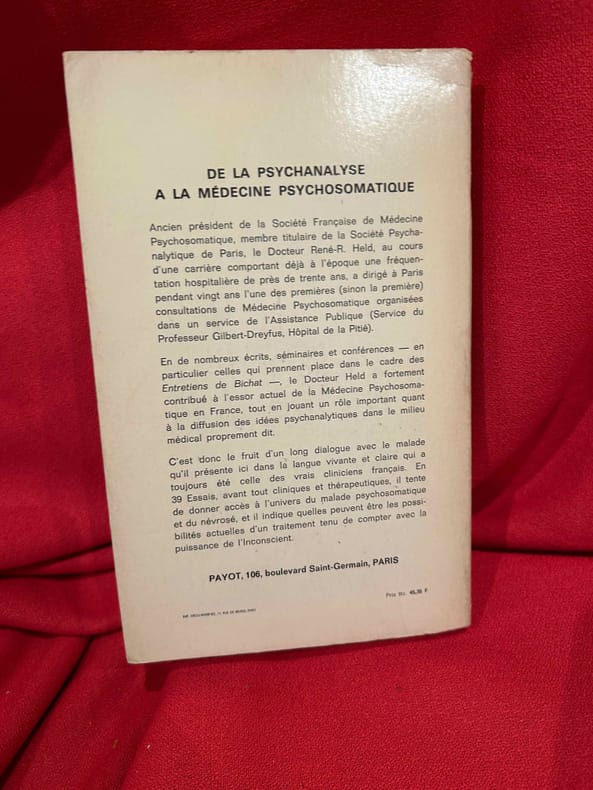 DE LA PSYCHANALYSE
A LA MÉDECINE PSYCHOSOMATIQUE
Ancien président de la Société Française de Médecine
Psychosomatique, membre titulaire de la Société Psycha-
nalytique de Paris, le Docteur René-R. Held, au cours
d'une carrière comportant déjà à l'époque une fréquen-
tation hospitalière de près de trente ans, a dirigé à Paris
pendant vingt ans l'une des premières (sinon la première)
consultations de Médecine Psychosomatique organisées
dans un service de l'Assistance Publique (Service du
Professeur Gilbert-Dreyfus, Hôpital de la Pitié).
En de nombreux écrits, séminaires et conférences — en
particulier celles qui prennent place dans le cadre des
Entretiens de Bichat —, le Docteur Held a fortement
contribué à l'essor actuel de la Médecine Psychosoma-
tique en France, tout en jouant un rôle important quant
à la diffusion des idées psychanalytiques dans le milieu
médical proprement dit.
C'est donc le fruit d'un long dialogue avec le malade
qu'il présente ici dans la langue vivante et claire qui a
toujours été celle des vrais cliniciens français. En
39 Essais, avant tout cliniques et thérapeutiques, il tente
de donner accès à l'univers du malade psychosomatique
et du névrosé, et il indique quelles peuvent être les possi-
bilités actuelles d'un traitement tenu de compter avec la
puissance de l'Inconscient.
PAYOT, 106, boulevard Saint-Germain, PARIS
Prix